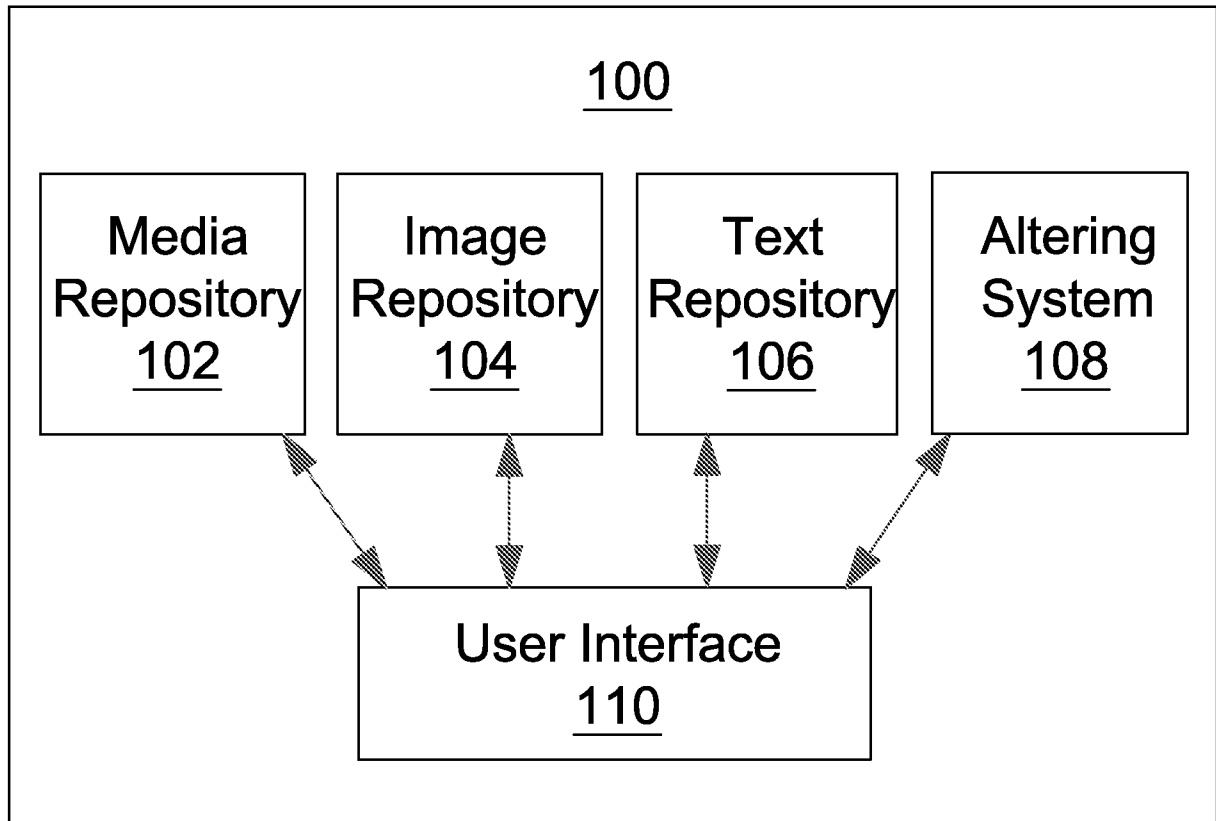 100
Media
Repository
102
Image
Repository
104
Text
Repository
106
Altering
System
108
User Interface
110